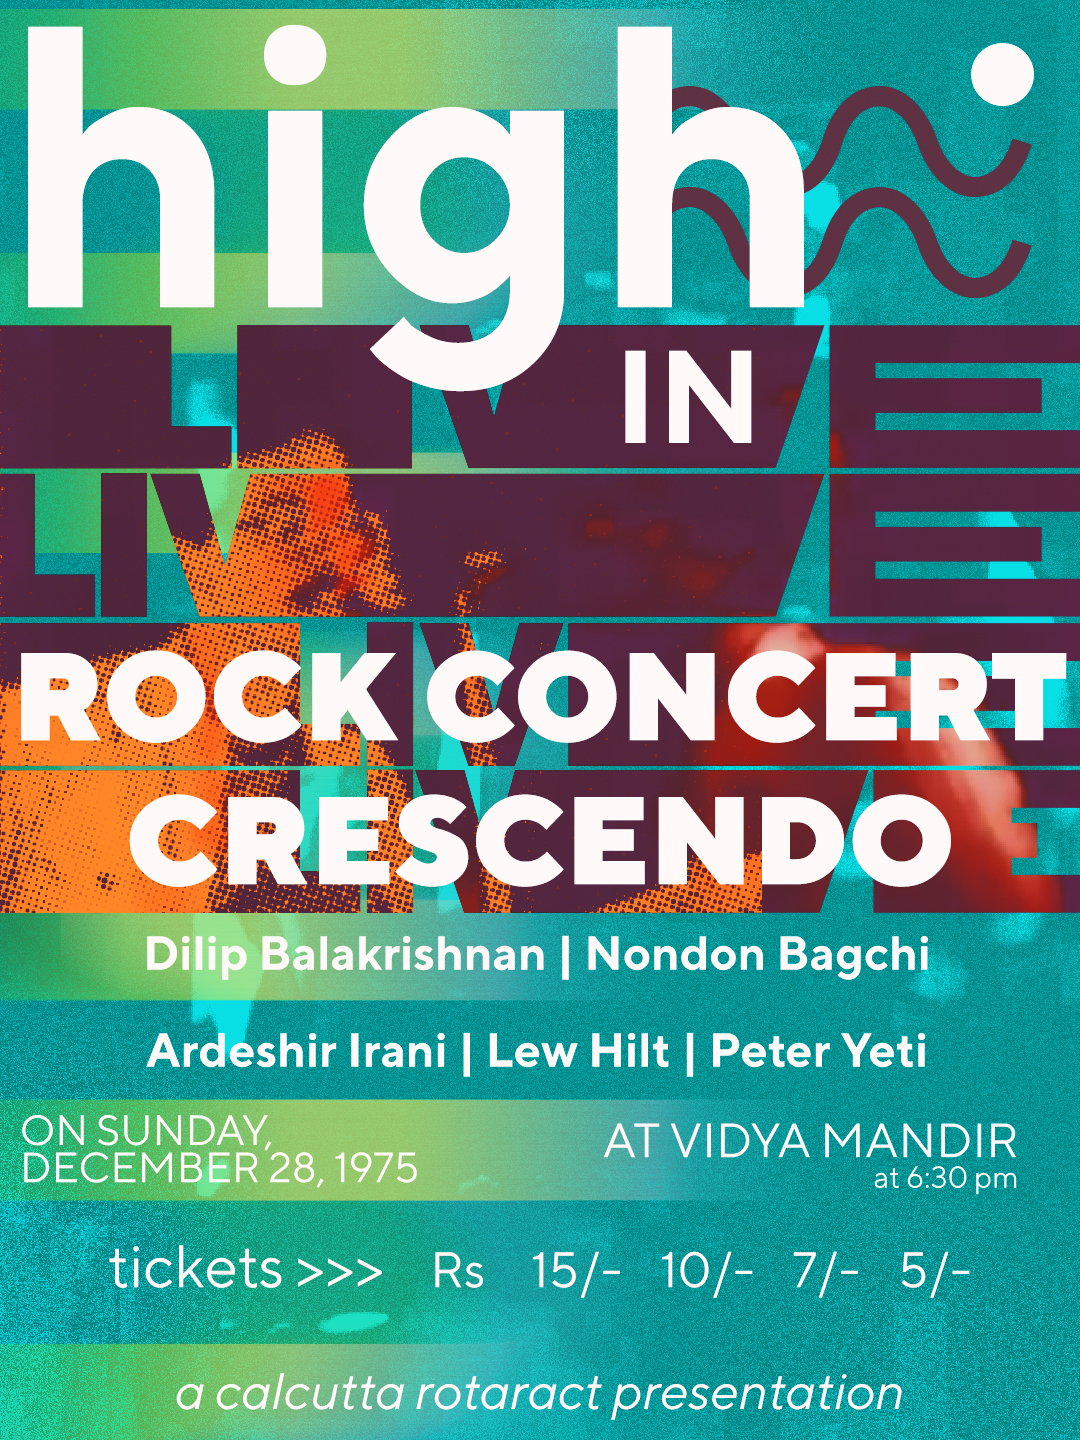 high
IN
LIVE
LIVE
LIVE
ROCK CONCERT
LIVE
CRESCENDO
Dilip Balakrishnan | Nondon Bagchi
Ardeshir Irani | Lew Hilt | Peter Yeti
ON SUNDAY,
DECEMBER 28, 1975
AT VIDYA MANDIR
at 6:30 pm
tickets >>> Rs 15/- 10/- 7/- 5/-
a calcutta rotaract presentation